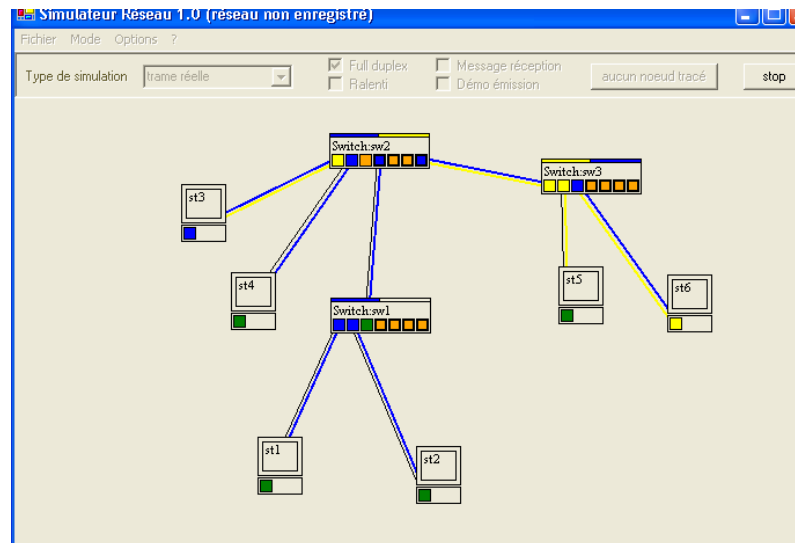 Simulateur Réseau 1.0 (réseau non enregistré)
Fichier Mode Options ?
Type de simulation trame réelle Full duplex Message réception aucun noeud tracé stop
Ralenti Démo émission
Switch:sw2
Switch:sw3
st3
st4
st5
st6
Switch:sw1
st1
st2